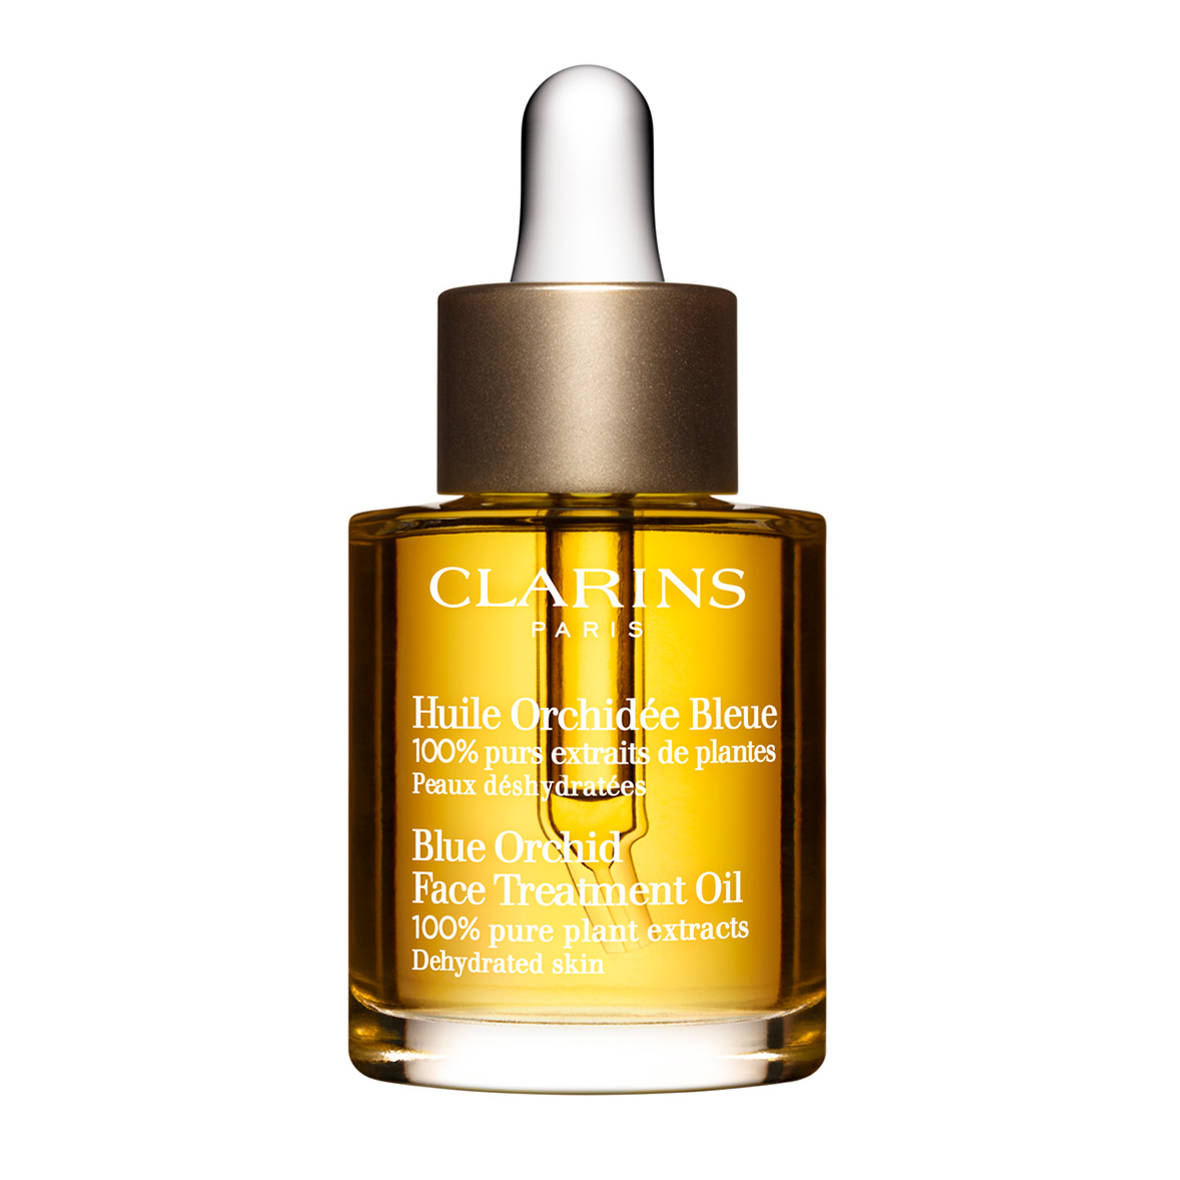 CLARINS
PARIS
Huile Orchidée Bleue
100% purs extraits de plantes
Peaux déshydratées
Blue Orchid
Face Treatment Oil
100% pure plant extracts
Dehydrated skin